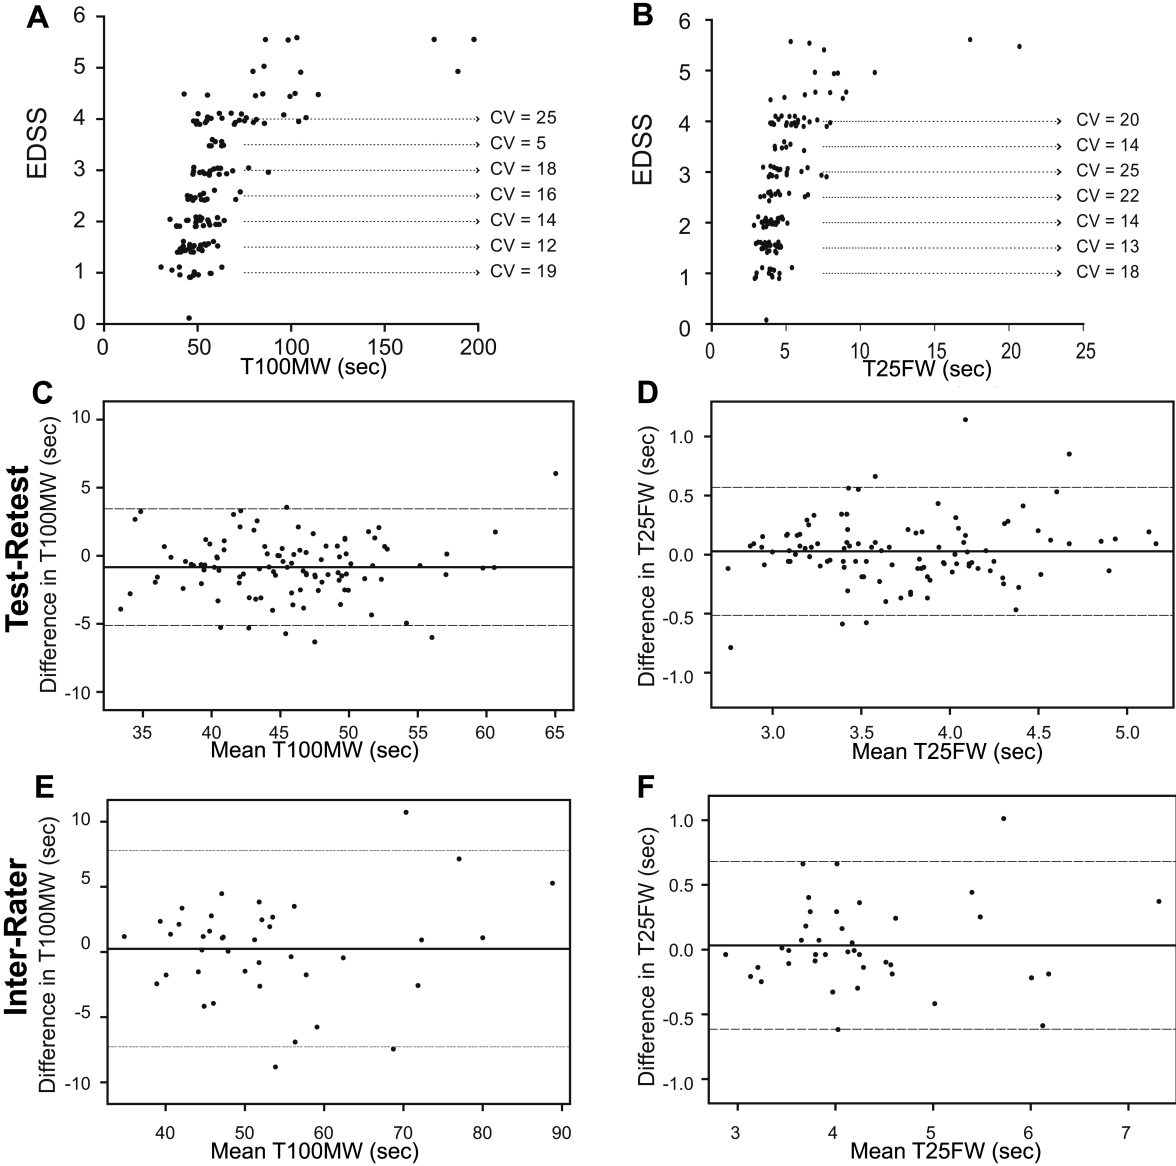 A
EDSS
6
5
4
3
2
1
0
CV = 25
CV = 5
CV = 18
CV = 16
CV = 14
CV = 12
CV = 19
0 50 100 150 200
T100MW (sec)
B
EDSS
6
5
4
3
2
1
0
CV = 20
CV = 14
CV = 25
CV = 22
CV = 14
CV = 13
CV = 18
0 5 10 15 20 25
T25FW (sec)
Test-Retest
C
Difference in T100MW (sec)
10
5
0
-5
-10
35 40 45 50 55 60 65
Mean T100MW (sec)
D
Difference in T25FW (sec)
1.0
0.5
0.0
-0.5
-1.0
3.0 3.5 4.0 4.5 5.0
Mean T25FW (sec)
Inter-Rater
E
Difference in T100MW (sec)
10
5
0
-5
-10
40 50 60 70 80 90
Mean T100MW (sec)
F
Difference in T25FW (sec)
1.0
0.5
0.0
-0.5
-1.0
3 4 5 6 7
Mean T25FW (sec)